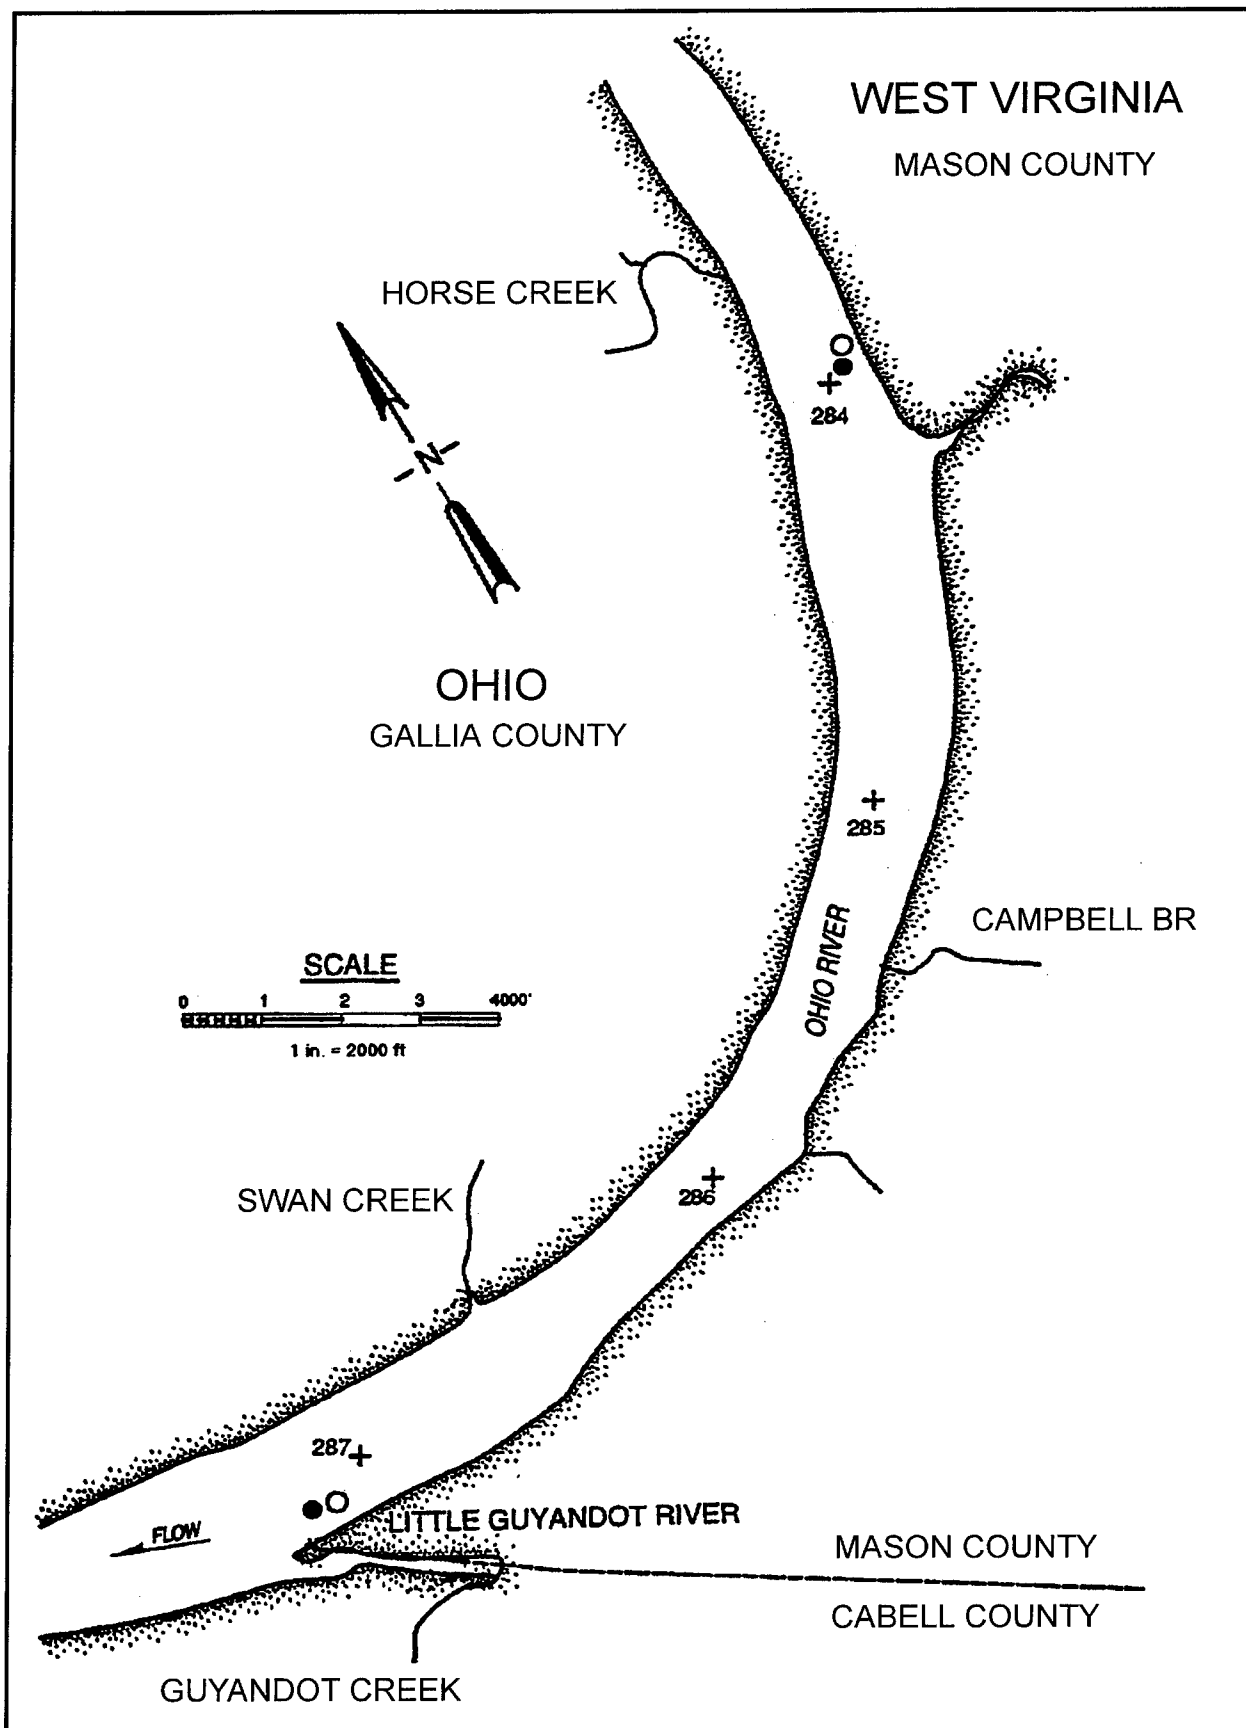 WEST VIRGINIA
MASON COUNTY
HORSE CREEK
284
N
OHIO
GALLIA COUNTY
285
CAMPBELL BR
OHIO RIVER
SCALE
0 1 2 3 4000'
1 in. = 2000 ft
SWAN CREEK
286
287
FLOW
LITTLE GUYANDOT RIVER
MASON COUNTY
CABELL COUNTY
GUYANDOT CREEK